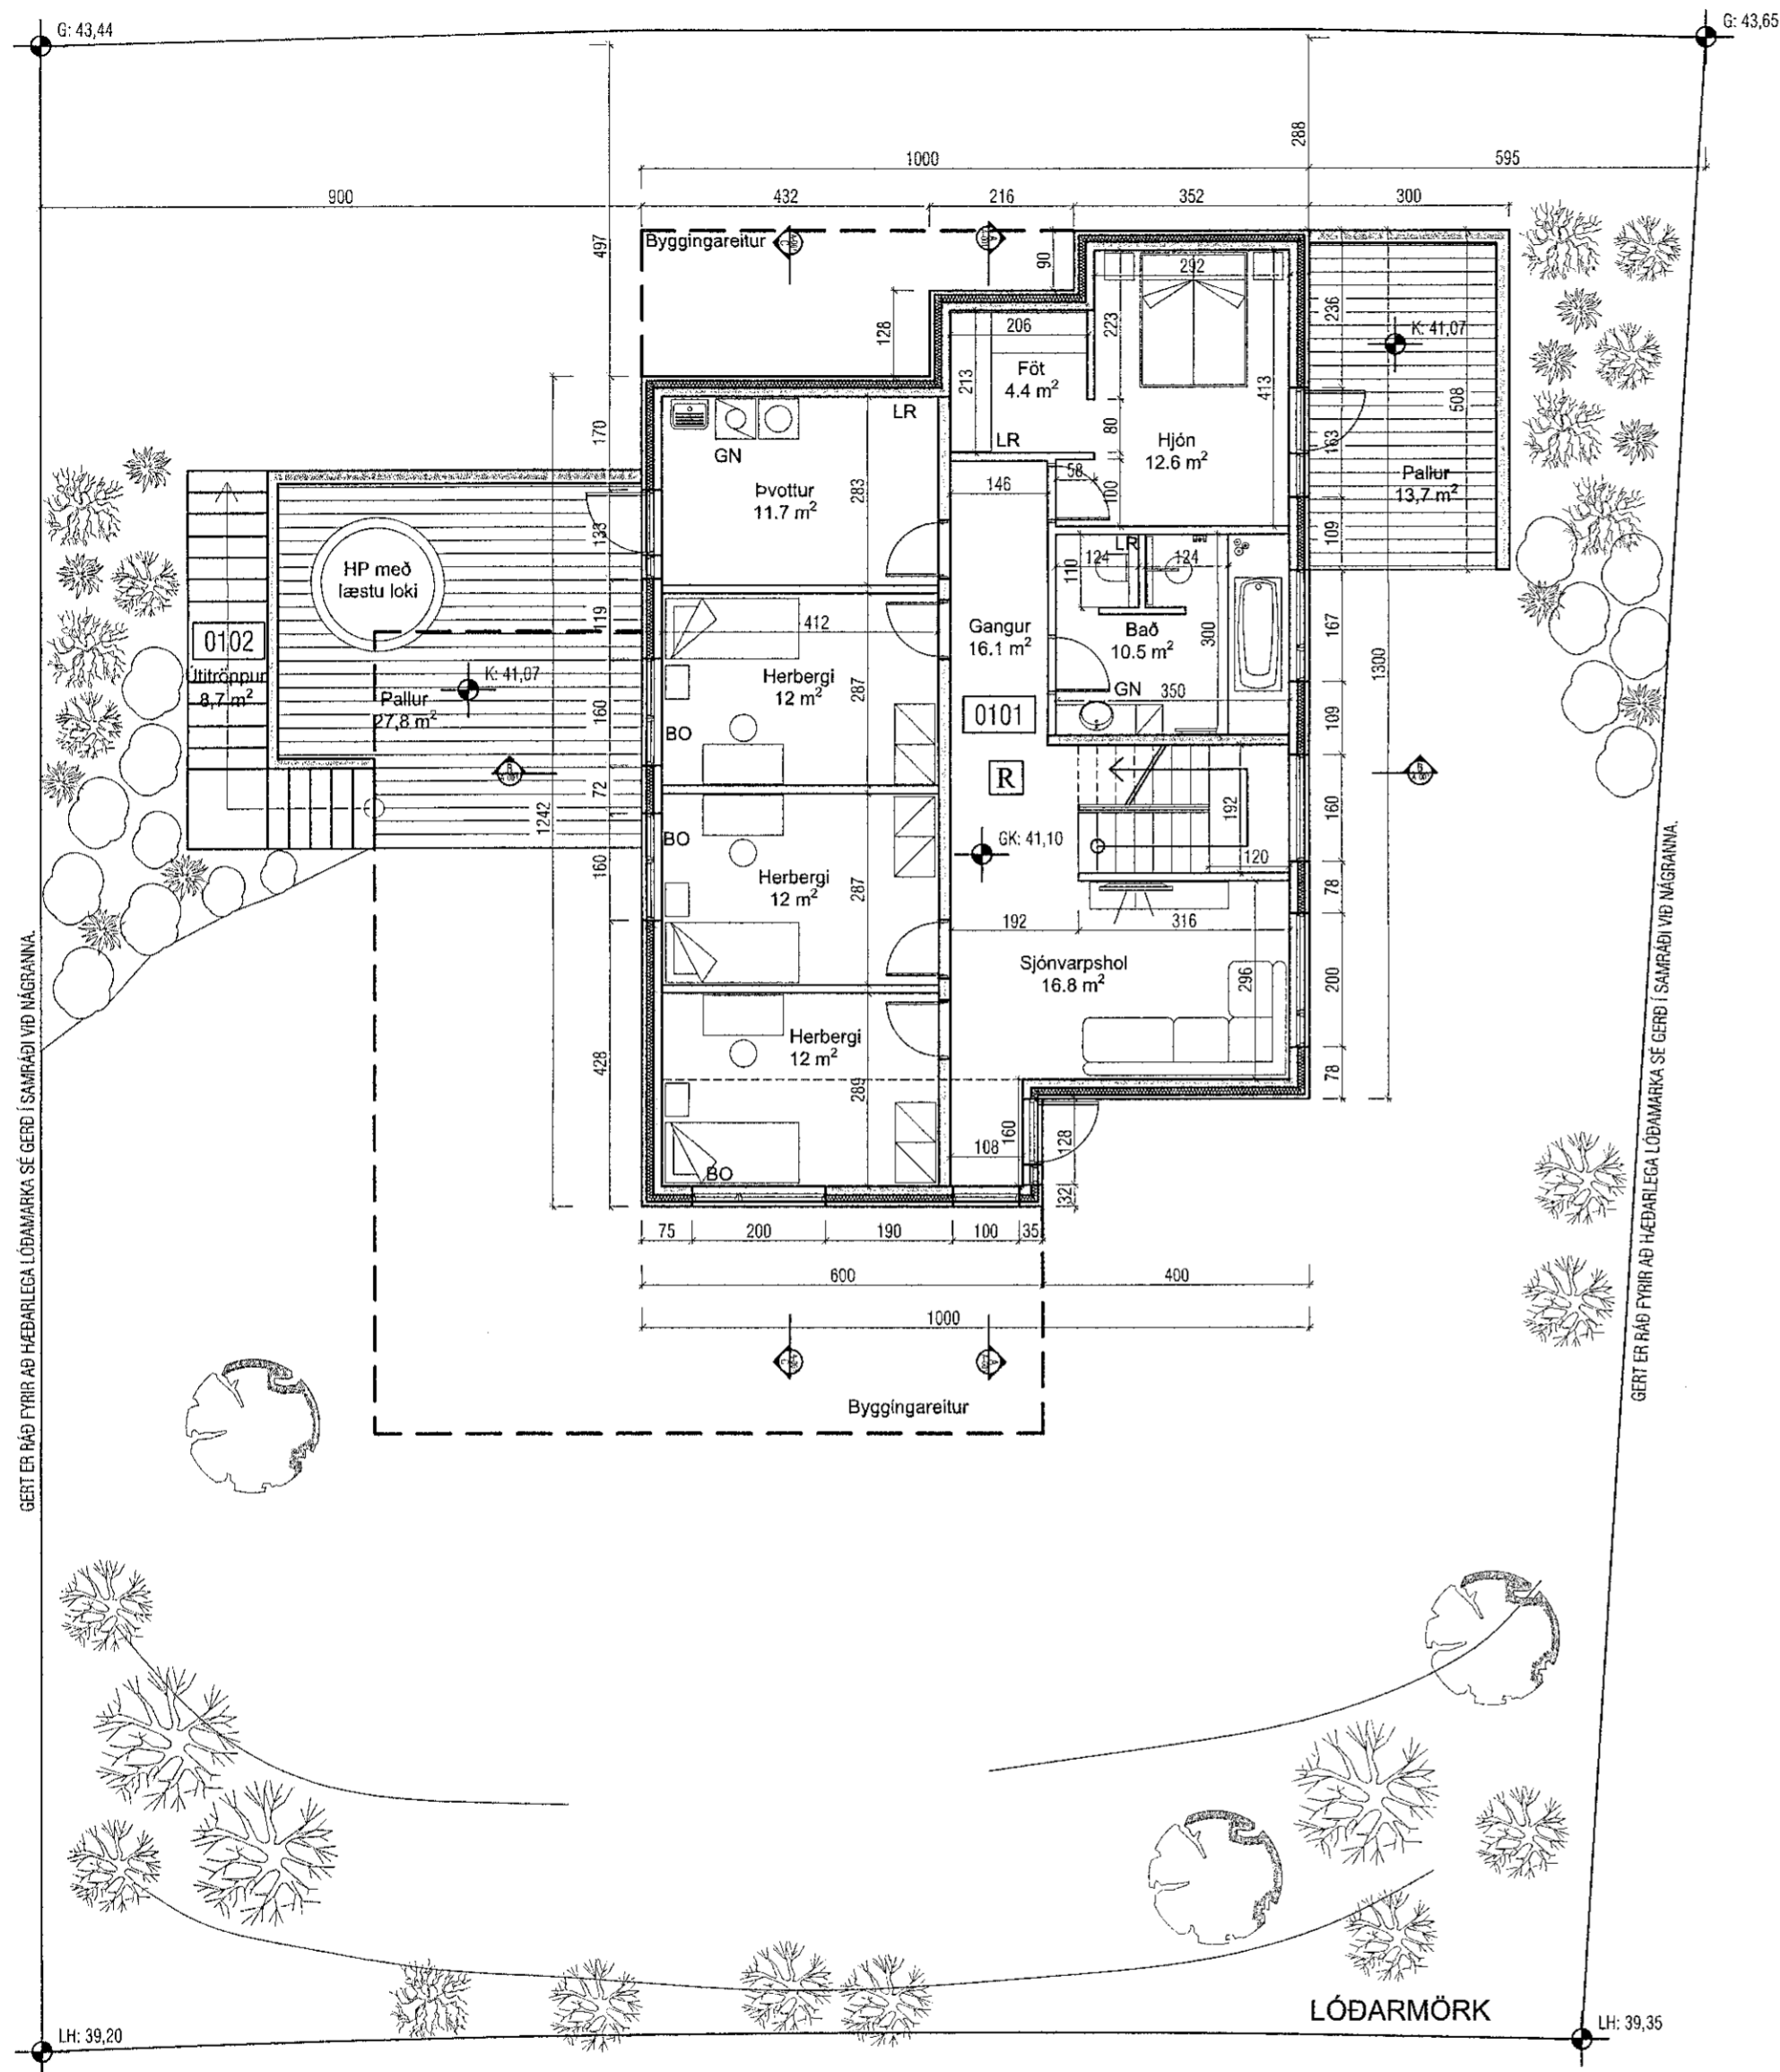 G: 43,44
G: 43,65
288
1000
595
900
432
216
352
300
Byggingareitur
497
90
292
128
206
223
236
K: 41,07
Föt
4.4 m²
213
413
508
LR
170
80
LR
Hjón
12.6 m²
163
GN
58
Pallur
13,7 m²
Þvottur
11.7 m²
283
146
100
133
109
LR
124
124
110
HP með
læstu loki
119
412
0102
Gangur
16.1 m²
Bað
10.5 m²
300
167
1300
Útitröppur
8,7 m²
K: 41,07
Herbergi
12 m²
287
GN
350
Pallur
27,8 m²
160
0101
109
BO
R
72
1242
192
160
BO
GK: 41,10
120
160
Herbergi
12 m²
287
78
192
316
Sjónvarpshol
16.8 m²
296
200
Herbergi
12 m²
428
289
78
160
128
108
BO
32
75
200
190
100
35
600
400
1000
Byggingareitur
GERT ER RÁÐ FYRIR AÐ HÆÐARLEGA LÓÐAMARKA SÉ GERÐ Í SAMRÁÐI VIÐ NÁGRANNA.
GERT ER RÁÐ FYRIR AÐ HÆÐARLEGA LÓÐAMARKA SÉ GERÐ Í SAMRÁÐI VIÐ NÁGRANNA.
LÓÐARMÖRK
LH: 39,20
LH: 39,35